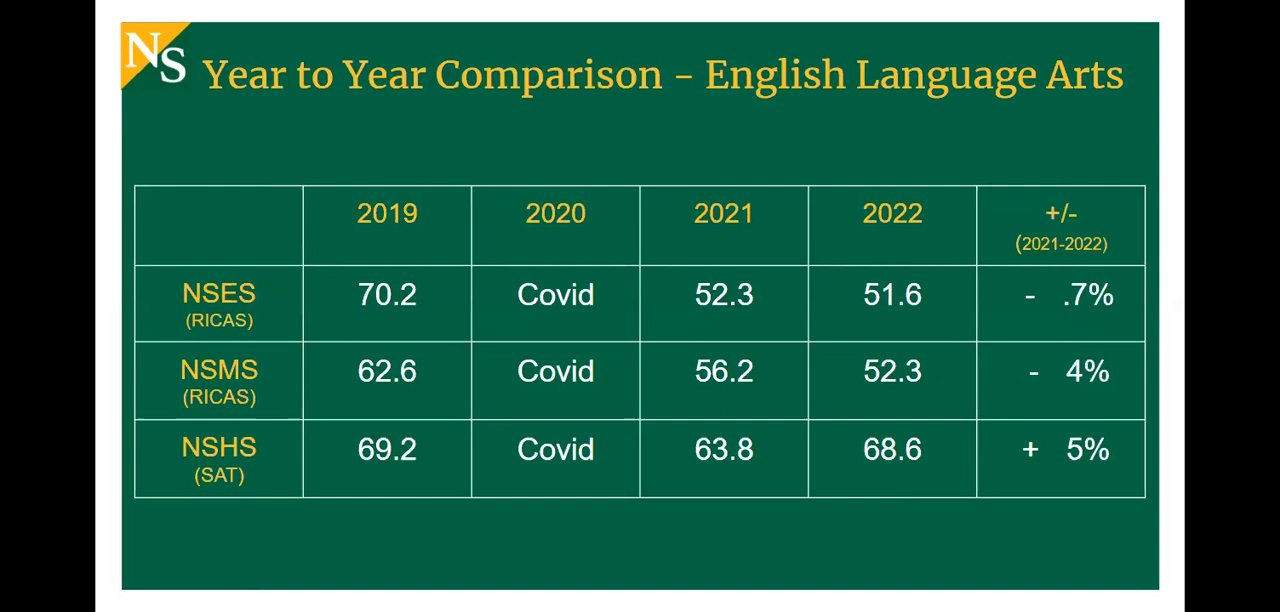 NS
Year to Year Comparison – English Language Arts
2019 2020 2021 2022 +/-
(2021-2022)
NSES 70.2 Covid 52.3 51.6 - .7%
(RICAS)
NSMS 62.6 Covid 56.2 52.3 - 4%
(RICAS)
NSHS 69.2 Covid 63.8 68.6 + 5%
(SAT)